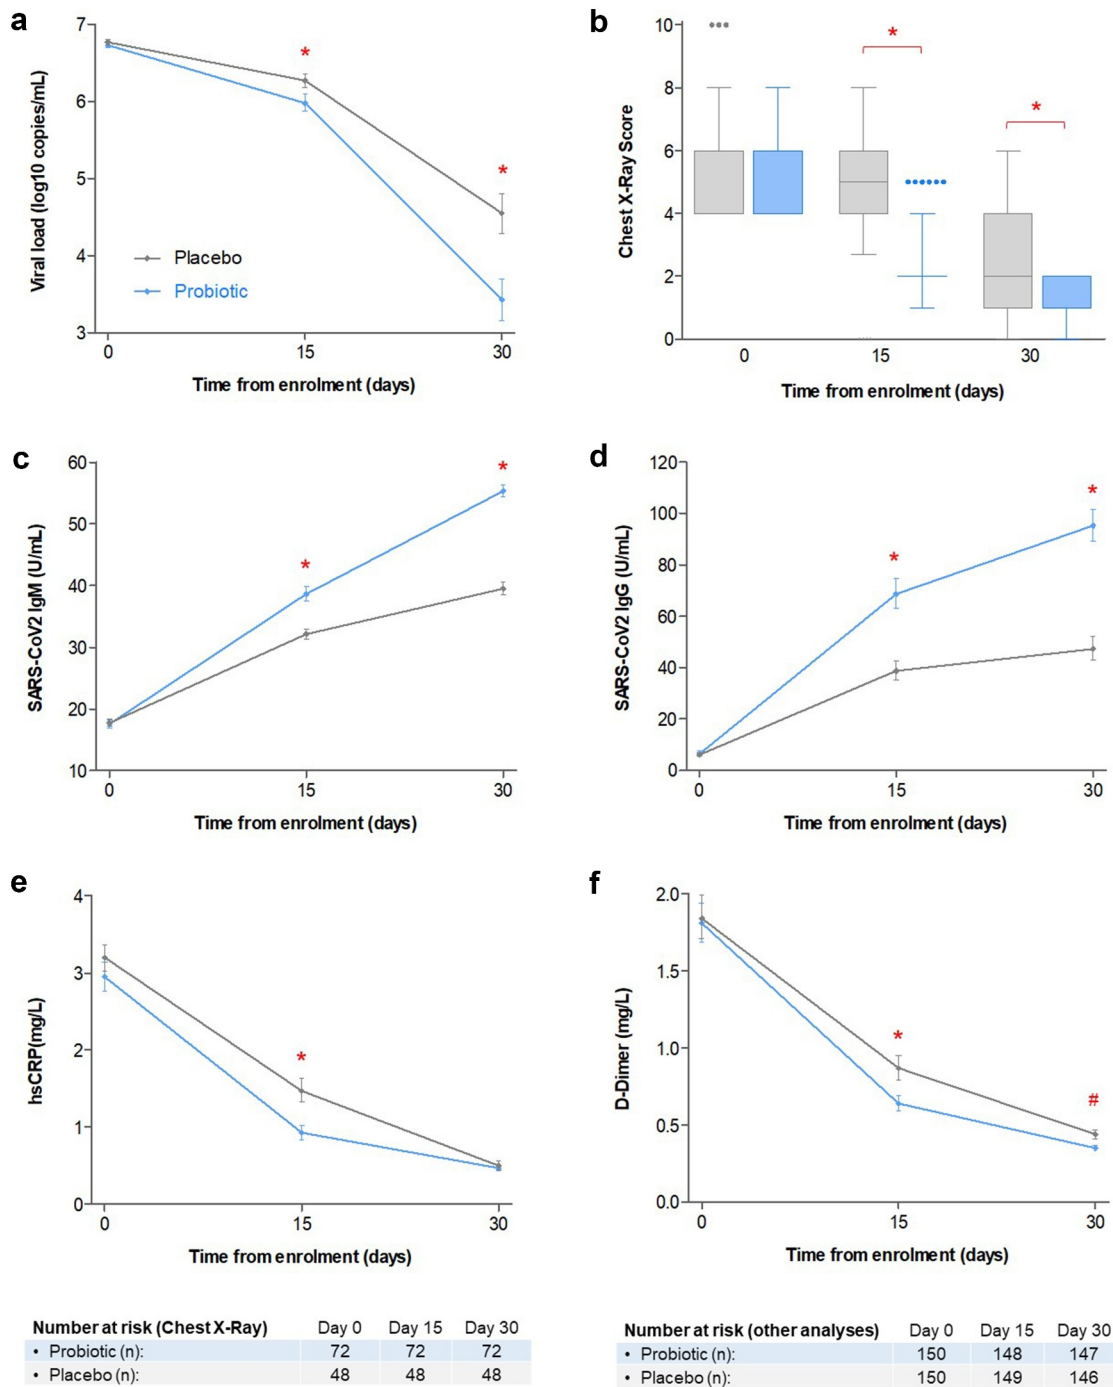 a
Viral load (log10 copies/mL)
7
6
5
4
3
*
*
Placebo
Probiotic
0 15 30
Time from enrolment (days)
b
Chest X-Ray Score
10
8
6
4
2
0
*
*
0 15 30
Time from enrolment (days)
c
SARS-CoV2 IgM (U/mL)
60
50
40
30
20
10
*
*
0 15 30
Time from enrolment (days)
d
SARS-CoV2 IgG (U/mL)
120
100
80
60
40
20
0
*
*
0 15 30
Time from enrolment (days)
e
hsCRP(mg/L)
4
3
2
1
0
*
0 15 30
Time from enrolment (days)
f
D-Dimer (mg/L)
2.0
1.5
1.0
0.5
0.0
*
#
0 15 30
Time from enrolment (days)
Number at risk (Chest X-Ray) Day 0 Day 15 Day 30
• Probiotic (n): 72 72 72
• Placebo (n): 48 48 48
Number at risk (other analyses) Day 0 Day 15 Day 30
• Probiotic (n): 150 148 147
• Placebo (n): 150 149 146